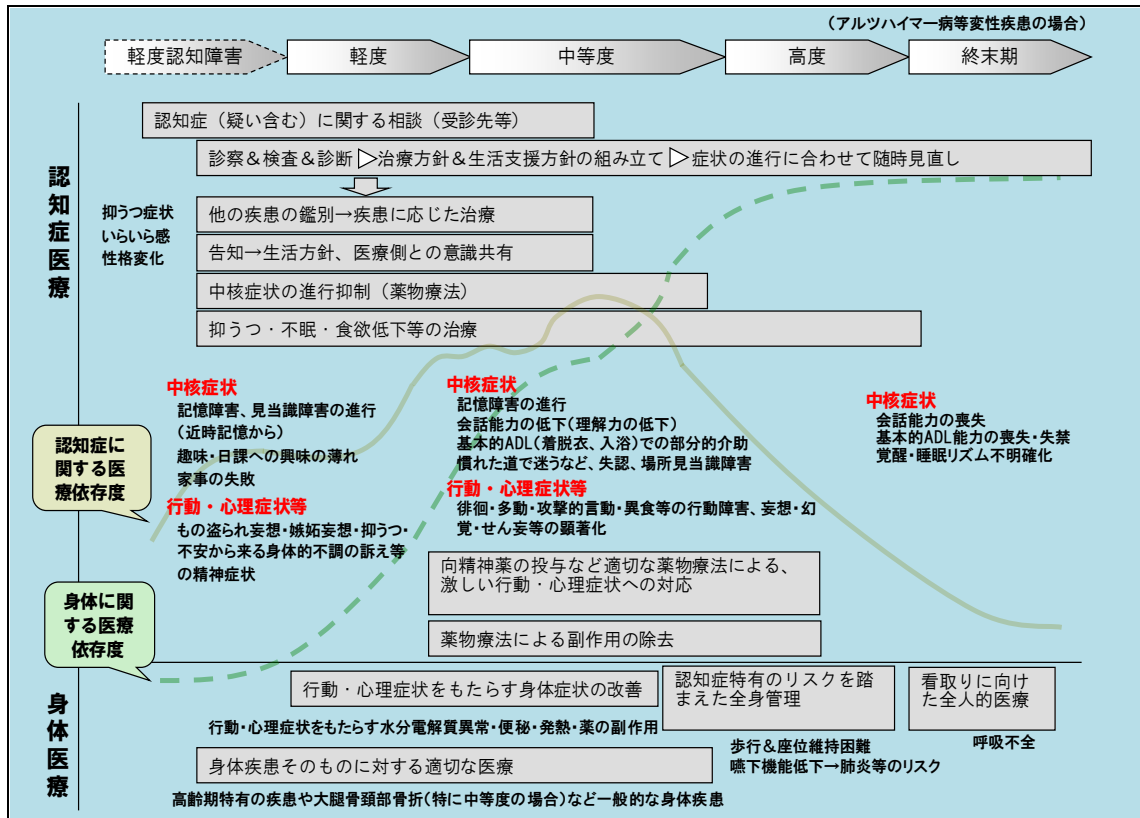 （アルツハイマー病等変性疾患の場合）
軽度認知障害
軽度
中等度
高度
終末期
認知症医療
認知症（疑い含む）に関する相談（受診先等）
診察＆検査＆診断▷治療方針＆生活支援方針の組み立て▷症状の進行に合わせて随時見直し
抑うつ症状
いらいら感
性格変化
他の疾患の鑑別→疾患に応じた治療
告知→生活方針、医療側との意識共有
中核症状の進行抑制（薬物療法）
抑うつ・不眠・食欲低下等の治療
中核症状
記憶障害、見当識障害の進行
（近時記憶から）
趣味・日課への興味の薄れ
家事の失敗
行動・心理症状等
もの盗られ妄想・嫉妬妄想・抑うつ・
不安から来る身体的不調の訴え等
の精神症状
中核症状
記憶障害の進行
会話能力の低下(理解力の低下)
基本的ADL(着脱衣、入浴)での部分的介助
慣れた道で迷うなど、失認、場所見当識障害
行動・心理症状等
徘徊・多動・攻撃的言動・異食等の行動障害、妄想・幻
覚・せん妄等の顕著化
中核症状
会話能力の喪失
基本的ADL能力の喪失・失禁
覚醒・睡眠リズム不明確化
認知症に
関する医
療依存度
向精神薬の投与など適切な薬物療法による、
激しい行動・心理症状への対応
薬物療法による副作用の除去
身体に関
する医療
依存度
身体医療
行動・心理症状をもたらす身体症状の改善
行動・心理症状をもたらす水分電解質異常・便秘・発熱・薬の副作用
認知症特有のリスクを踏
まえた全身管理
歩行＆座位維持困難
嚥下機能低下→肺炎等のリスク
看取りに向け
た全人的医療
呼吸不全
身体疾患そのものに対する適切な医療
高齢期特有の疾患や大腿骨頚部骨折(特に中等度の場合)など一般的な身体疾患